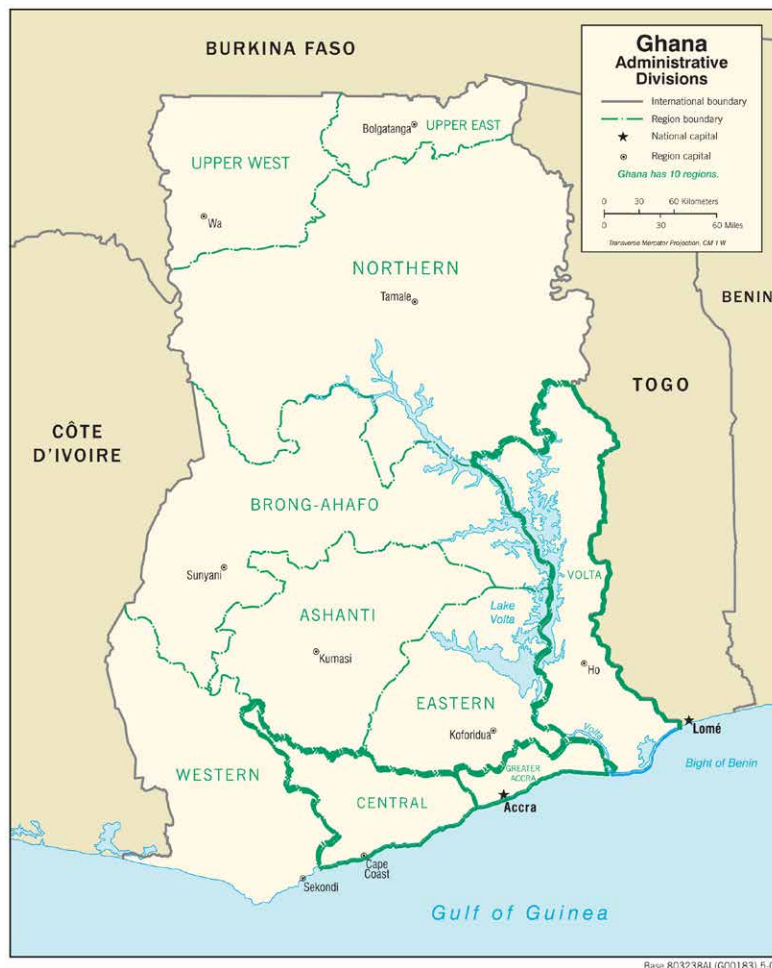 BURKINA FASO
Ghana
Administrative
Divisions
International boundary
Region boundary
National capital
Region capital
Ghana has 10 regions.
0 30 60 Kilometers
0 30 60 Miles
Transverse Mercator Projection, CM 1 W
Bolgatanga
UPPER EAST
UPPER WEST
Wa
NORTHERN
Tamale
BENIN
TOGO
CÔTE
D'IVOIRE
BRONG-AHAFO
Sunyani
VOLTA
ASHANTI
Lake
Volta
Kumasi
Ho
EASTERN
Koforidua
Volta
Lomé
Bight of Benin
WESTERN
GREATER
ACCRA
CENTRAL
Accra
Cape
Coast
Sekondi
Gulf of Guinea